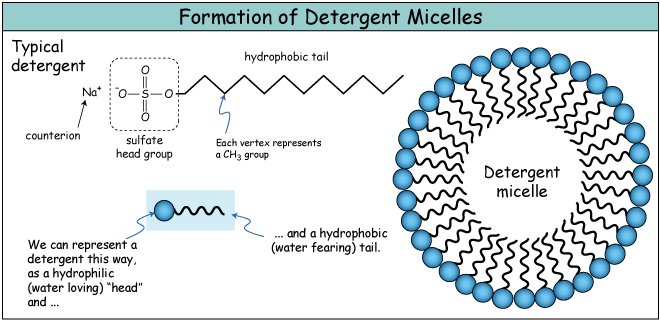 Formation of Detergent Micelles
Typical
detergent
hydrophobic tail
Na⁺
⁻O
O
S
O
O
counterion
sulfate
head group
Each vertex represents
a CH₃ group
Detergent
micelle
We can represent a
detergent this way,
as a hydrophilic
(water loving) “head”
and ...
... and a hydrophobic
(water fearing) tail.